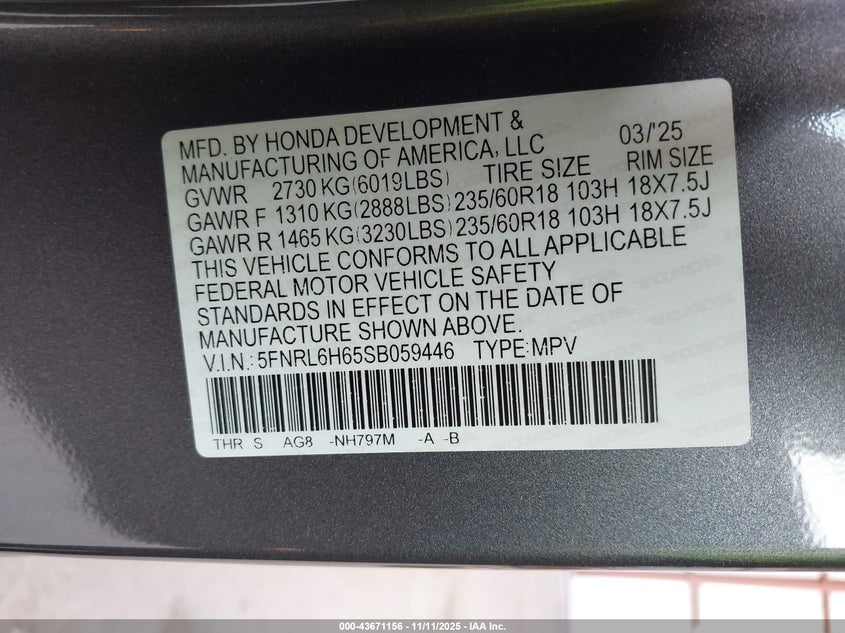 MFD. BY HONDA DEVELOPMENT &
MANUFACTURING OF AMERICA, LLC 03/'25
GVWR 2730 KG(6019LBS) TIRE SIZE RIM SIZE
GAWR F 1310 KG(2888LBS) 235/60R18 103H 18X7.5J
GAWR R 1465 KG(3230LBS) 235/60R18 103H 18X7.5J
THIS VEHICLE CONFORMS TO ALL APPLICABLE
FEDERAL MOTOR VEHICLE SAFETY
STANDARDS IN EFFECT ON THE DATE OF
MANUFACTURE SHOWN ABOVE.
V.I.N.: 5FNRL6H65SB059446 TYPE:MPV
THR S AG8 -NH797M -A -B
000-43671156 - 11/11/2025 - IAA Inc.